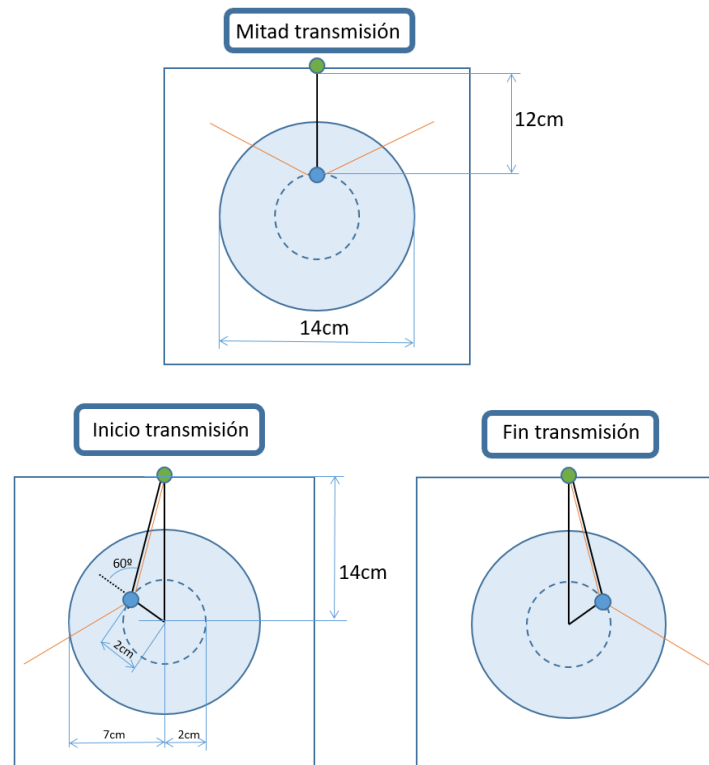 Mitad transmisión
12cm
14cm
Inicio transmisión
Fin transmisión
60º
14cm
2cm
7cm
2cm